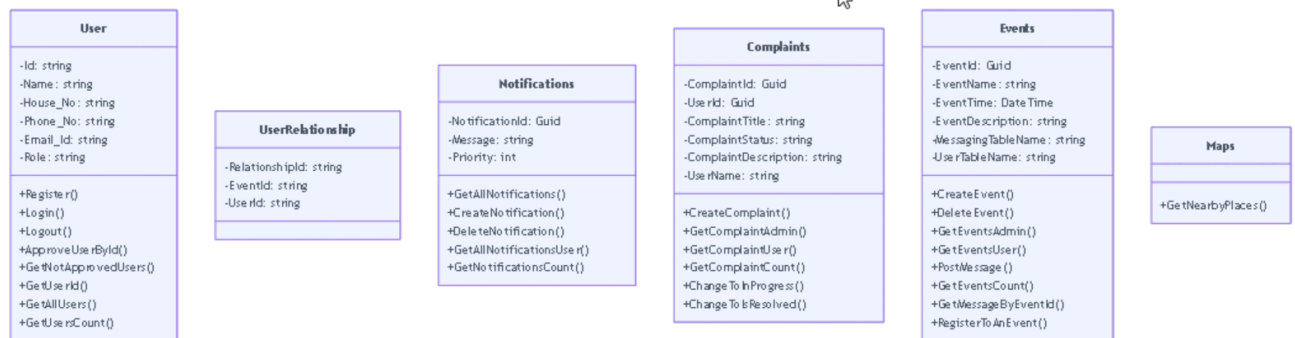 User
-Id: string
-Name: string
-House_No: string
-Phone_No: string
-Email_Id: string
-Role: string
+Register()
+Login()
+Logout()
+ApproveUserById()
+GetNotApprovedUsers()
+GetUserId()
+GetAllUsers()
+GetUsersCount()
UserRelationship
-RelationshipId: string
-EventId: string
-UserId: string
Notifications
-NotificationId: Guid
-Message: string
-Priority: int
+GetAllNotifications()
+CreateNotification()
+DeleteNotification()
+GetAllNotificationsUser()
+GetNotificationsCount()
Complaints
-ComplaintId: Guid
-UserId: Guid
-ComplaintTitle: string
-ComplaintStatus: string
-ComplaintDescription: string
-UserName: string
+CreateComplaint()
+GetComplaintAdmin()
+GetComplaintUser()
+GetComplaintCount()
+ChangeToInProgress()
+ChangeToIsResolved()
Events
-EventId: Guid
-EventName: string
-EventTime: DateTime
-EventDescription: string
-MessagingTableName: string
-UserTableName: string
+CreateEvent()
+DeleteEvent()
+GetEventsAdmin()
+GetEventsUser()
+PostMessage()
+GetEventsCount()
+GetMessageByEventId()
+RegisterToAnEvent()
Maps
+GetNearbyPlaces()